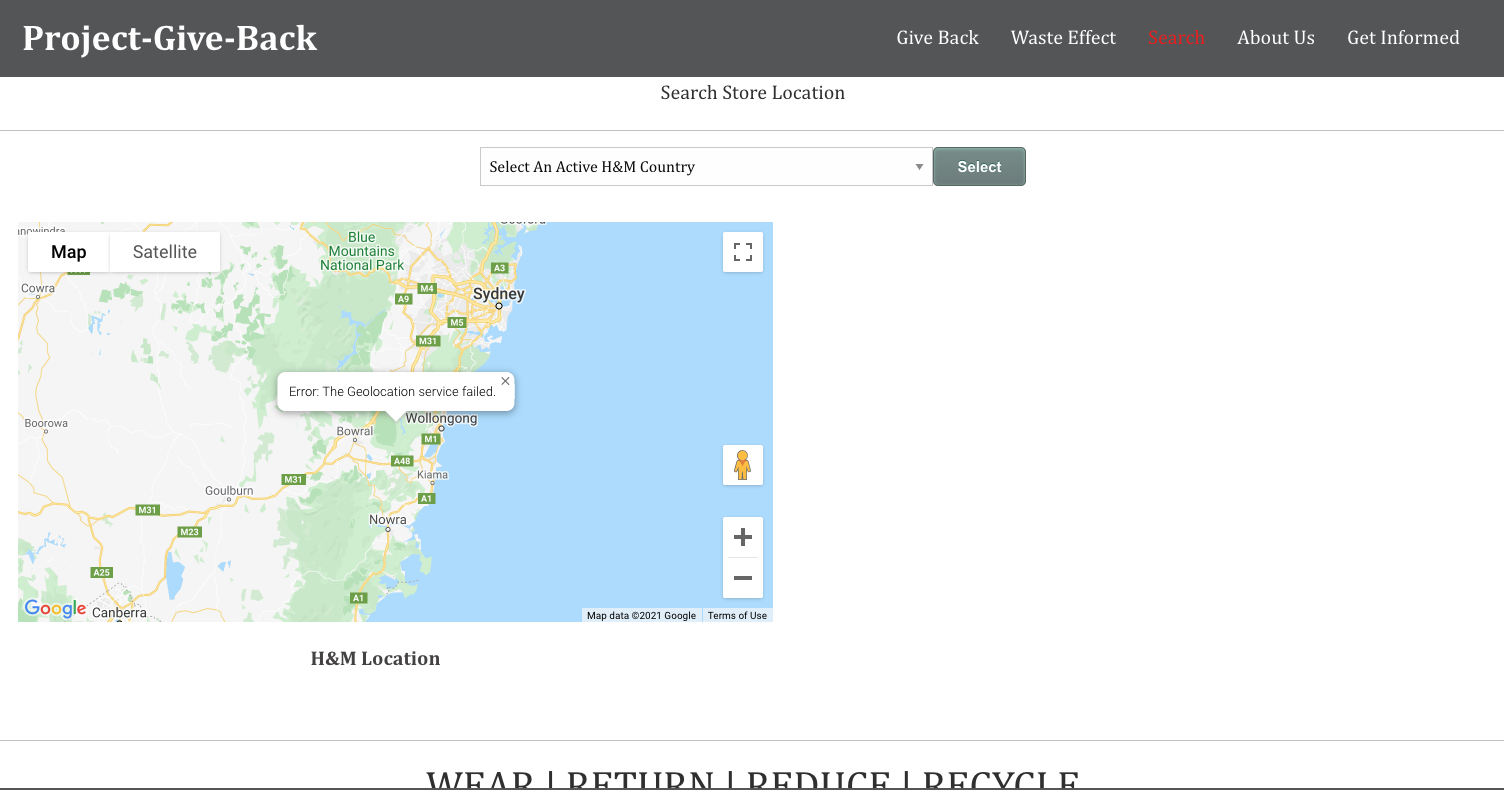 Project-Give-Back
Give Back Waste Effect Search About Us Get Informed
Search Store Location
Select An Active H&M Country
Select
Map Satellite
Blue
Mountains
National Park
A3
Cowra
M4
A9
Sydney
M5
M31
Error: The Geolocation service failed.
Wollongong
Boorowa
Bowral
M1
A48
Kiama
M31
Goulburn
A1
M31
Nowra
M23
A25
A1
Google
Canberra
Map data ©2021 Google Terms of Use
H&M Location
WEAR | RETURN | REDUCE | RECYCLE